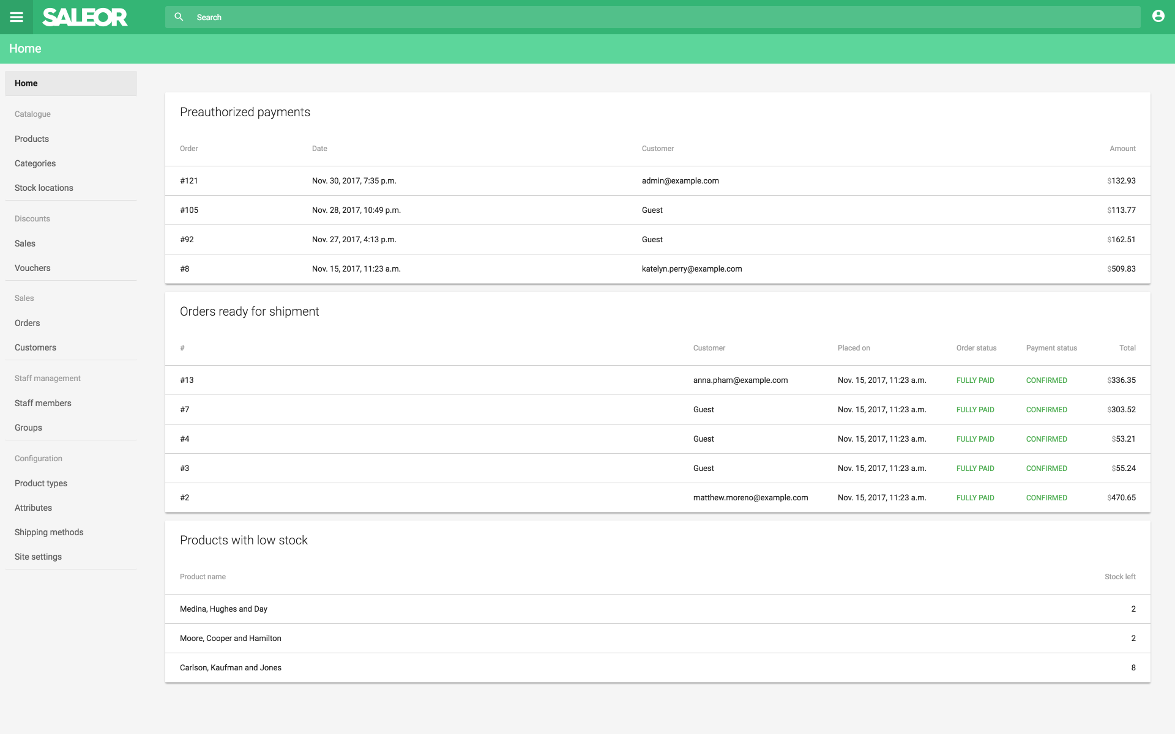 SALEOR
Search
Home
Home
Catalogue
Products
Categories
Stock locations
Discounts
Sales
Vouchers
Sales
Orders
Customers
Staff management
Staff members
Groups
Configuration
Product types
Attributes
Shipping methods
Site settings
Preauthorized payments
Order Date Customer Amount
#121 Nov. 30, 2017, 7:35 p.m. admin@example.com $132.93
#105 Nov. 28, 2017, 10:49 p.m. Guest $113.77
#92 Nov. 27, 2017, 4:13 p.m. Guest $162.51
#8 Nov. 15, 2017, 11:23 a.m. katelyn.perry@example.com $509.83
Orders ready for shipment
# Customer Placed on Order status Payment status Total
#13 anna.pham@example.com Nov. 15, 2017, 11:23 a.m. FULLY PAID CONFIRMED $336.35
#7 Guest Nov. 15, 2017, 11:23 a.m. FULLY PAID CONFIRMED $303.52
#4 Guest Nov. 15, 2017, 11:23 a.m. FULLY PAID CONFIRMED $53.21
#3 Guest Nov. 15, 2017, 11:23 a.m. FULLY PAID CONFIRMED $55.24
#2 matthew.moreno@example.com Nov. 15, 2017, 11:23 a.m. FULLY PAID CONFIRMED $470.65
Products with low stock
Product name Stock left
Medina, Hughes and Day 2
Moore, Cooper and Hamilton 2
Carlson, Kaufman and Jones 8